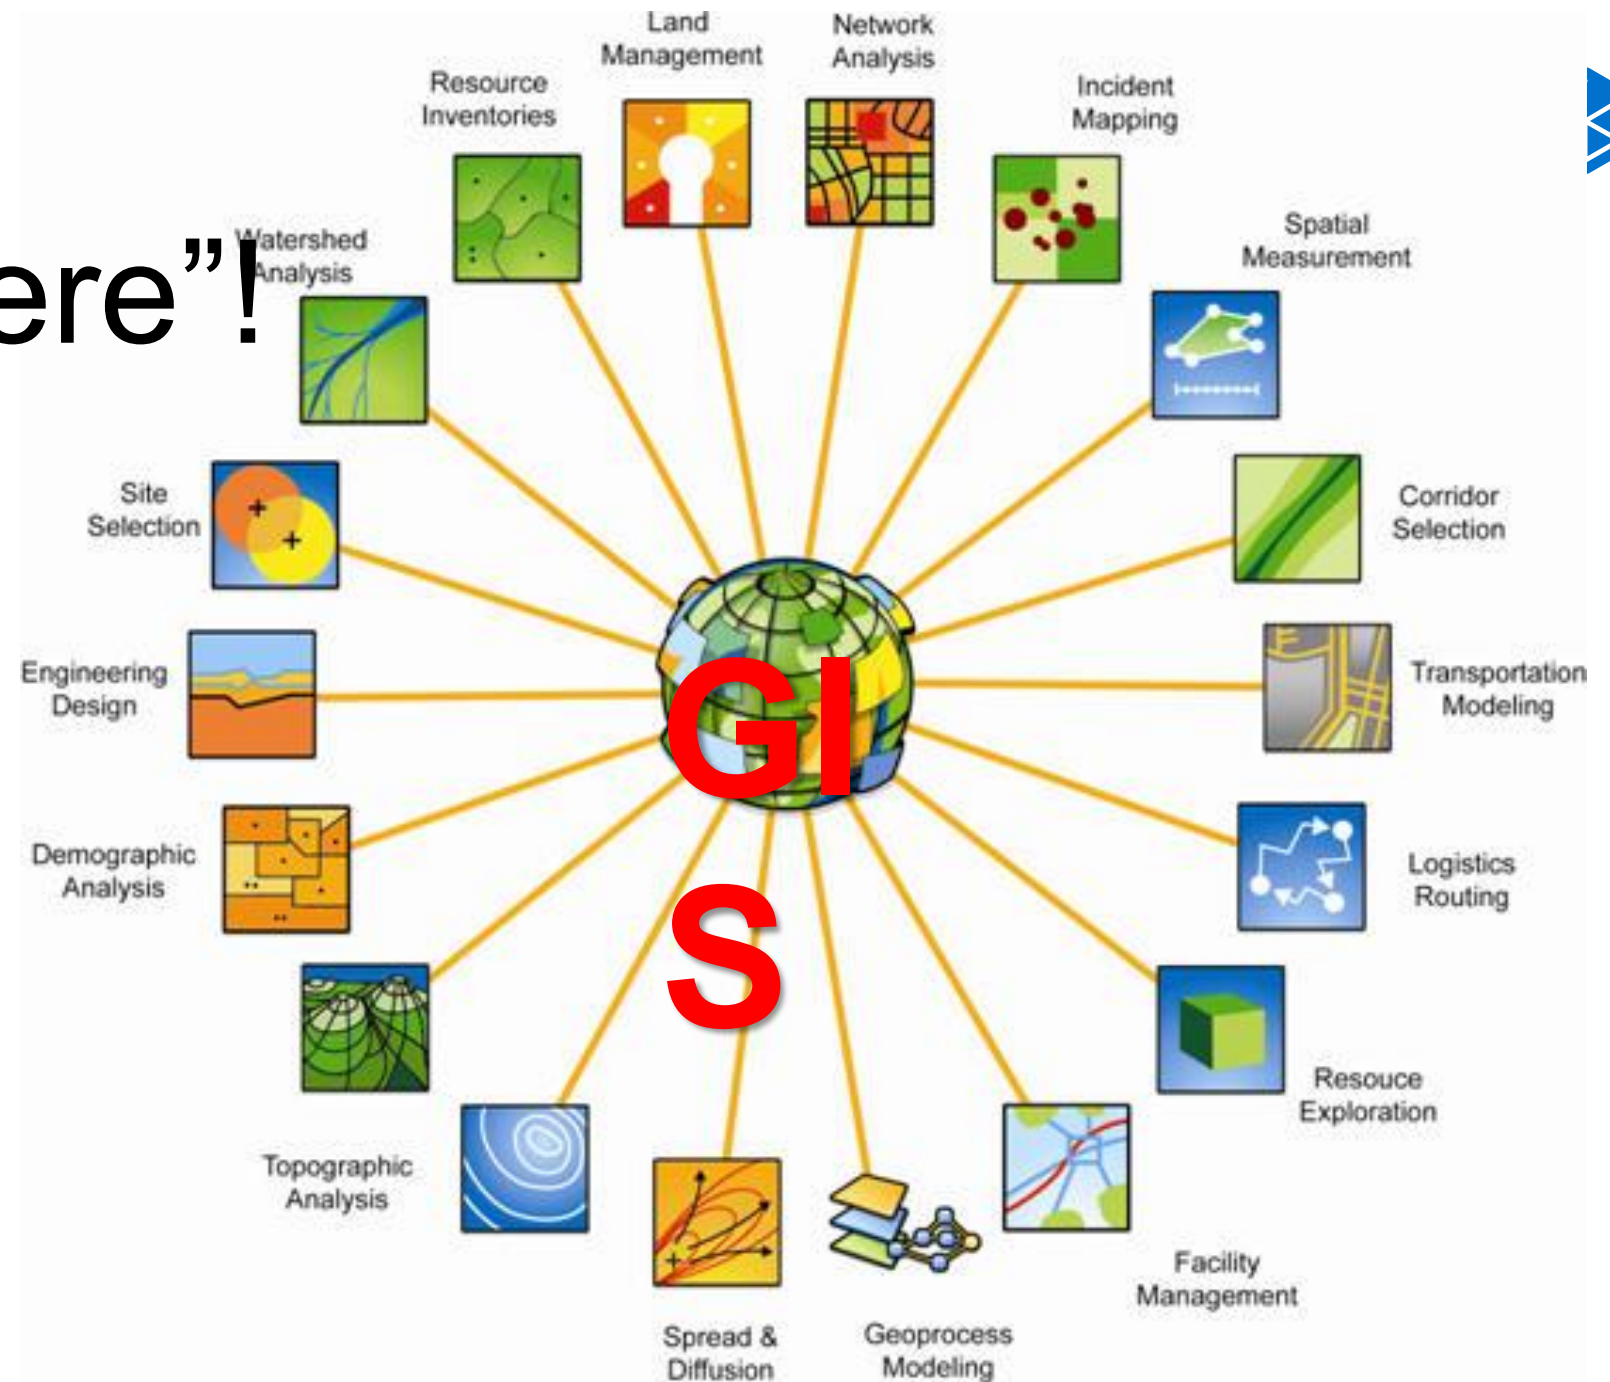 Land
Management
Network
Analysis
Resource
Inventories
Incident
Mapping
Watershed
Analysis
ere”!
Spatial
Measurement
Site
Selection
Corridor
Selection
Engineering
Design
Transportation
Modeling
GI
S
Demographic
Analysis
Logistics
Routing
Resouce
Exploration
Topographic
Analysis
Facility
Management
Spread &
Diffusion
Geoprocess
Modeling